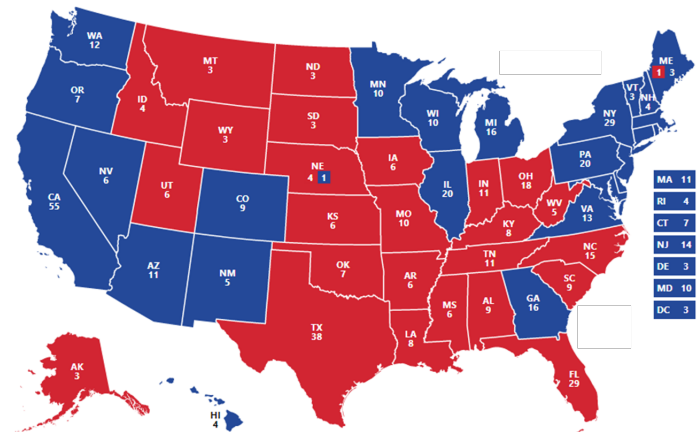 WA
12
OR
7
CA
55
NV
6
ID
4
MT
3
WY
3
UT
6
AZ
11
CO
9
NM
5
ND
3
SD
3
NE
4 1
KS
6
OK
7
TX
38
MN
10
IA
6
MO
10
AR
6
LA
8
WI
10
IL
20
MI
16
IN
11
OH
18
KY
8
TN
11
MS
6
AL
9
GA
16
FL
29
SC
9
NC
15
VA
13
WV
5
PA
20
NY
29
VT
3
NH
4
ME
1 3
MA 11
RI 4
CT 7
NJ 14
DE 3
MD 10
DC 3
AK
3
HI
4